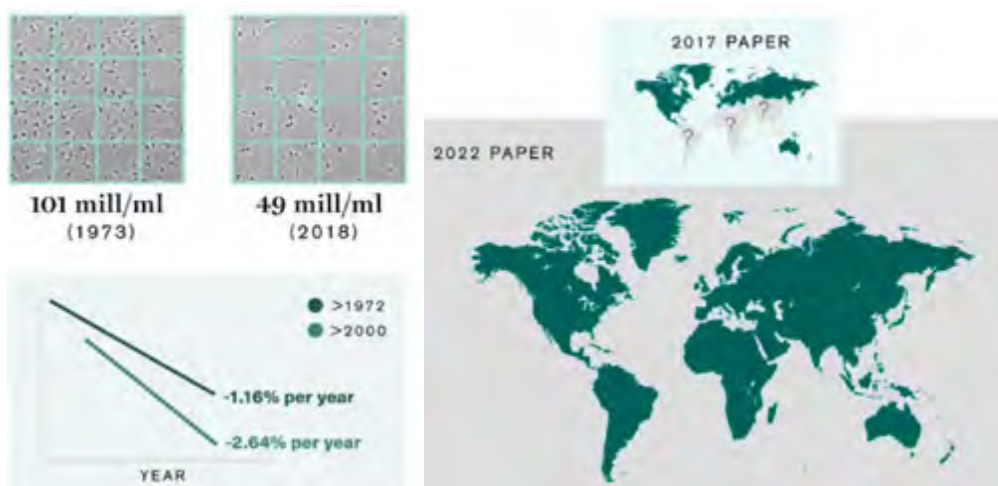 101 mill/ml
(1973)
49 mill/ml
(2018)
>1972
>2000
-1.16% per year
-2.64% per year
YEAR
2017 PAPER
?
?
?
2022 PAPER